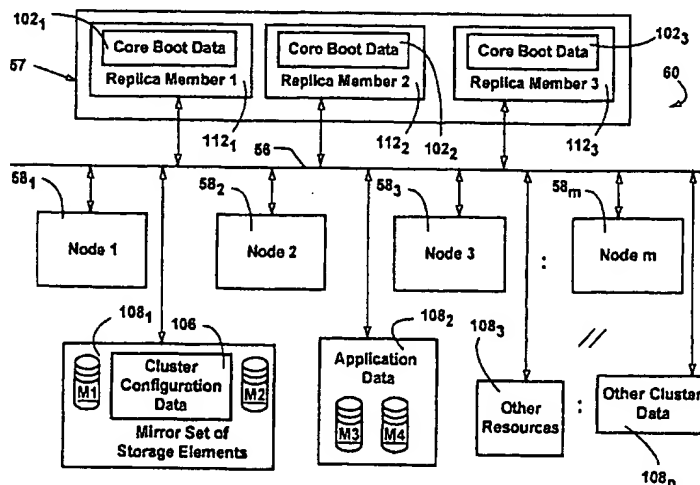 102₁
Core Boot Data
Replica Member 1
Core Boot Data
Replica Member 2
Core Boot Data
Replica Member 3
102₃
57
60
112₁
112₂
102₂
112₃
56
58₁
58₂
58₃
58m
Node 1
Node 2
Node 3
:
Node m
108₁
106
108₂
108₃
M1
Cluster
Configuration
Data
M2
Mirror Set of
Storage Elements
Application
Data
M3
M4
Other
Resources
:
Other Cluster
Data
108n